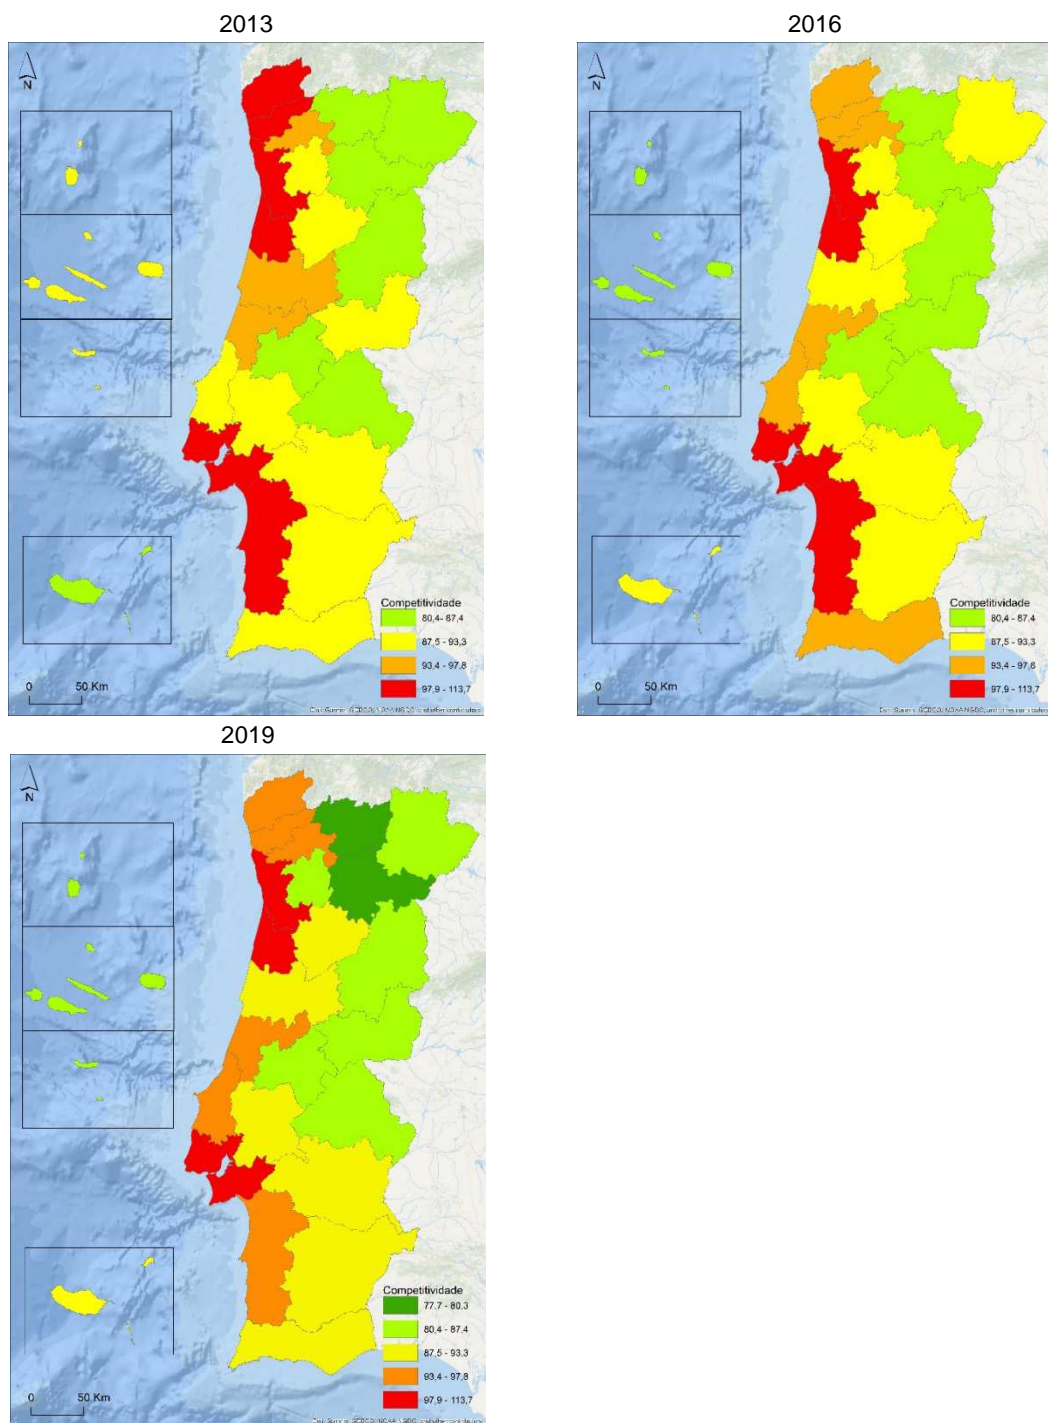 2013
2016
N
N
Competitividade
80,4- 87,4
87,5 - 93,3
93,4 - 97,8
97,9 - 113,7
0 50 Km
Competitividade
80,4 - 87,4
87,5 - 93,3
93,4 - 97,8
97,9 - 113,7
0 50 Km
2019
N
Competitividade
77,7 - 80,3
80,4 - 87,4
87,5 - 93,3
93,4 - 97,8
97,9 - 113,7
0 50 Km